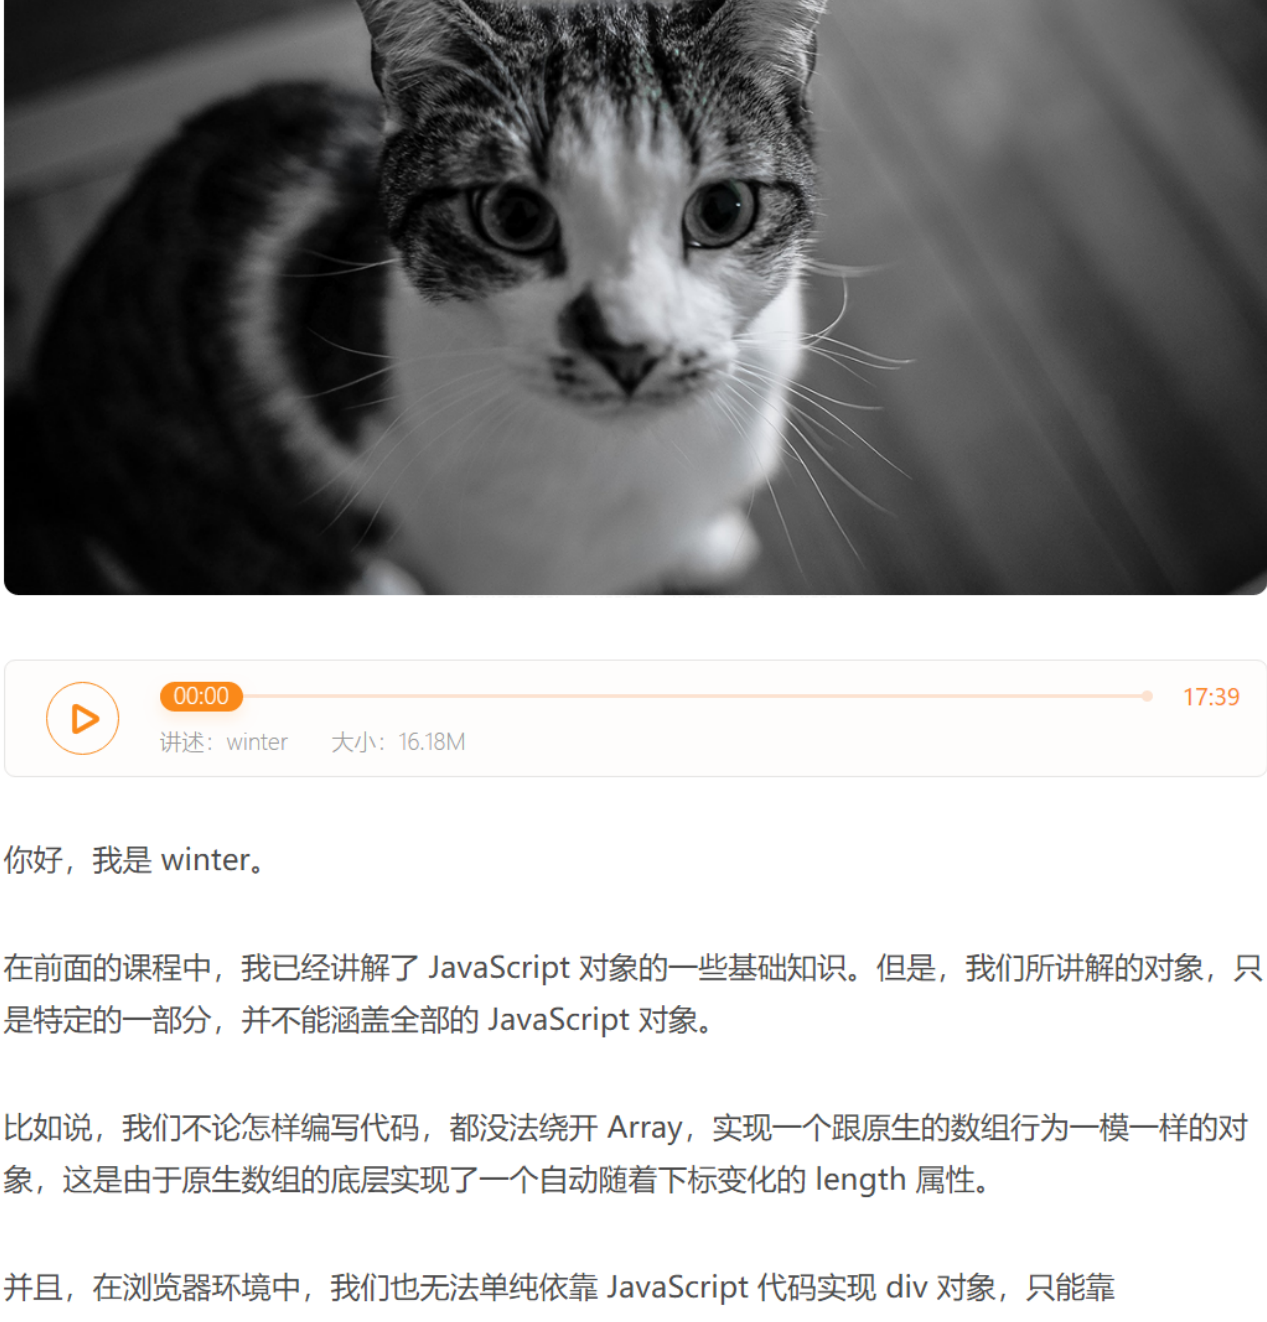 00:00
17:39
讲述：winter 大小：16.18M
你好，我是 winter。
在前面的课程中，我已经讲解了 JavaScript 对象的一些基础知识。但是，我们所讲解的对象，只
是特定的一部分，并不能涵盖全部的 JavaScript 对象。
比如说，我们不论怎样编写代码，都没法绕开 Array，实现一个跟原生的数组行为一模一样的对
象，这是由于原生数组的底层实现了一个自动随着下标变化的 length 属性。
并且，在浏览器环境中，我们也无法单纯依靠 JavaScript 代码实现 div 对象，只能靠